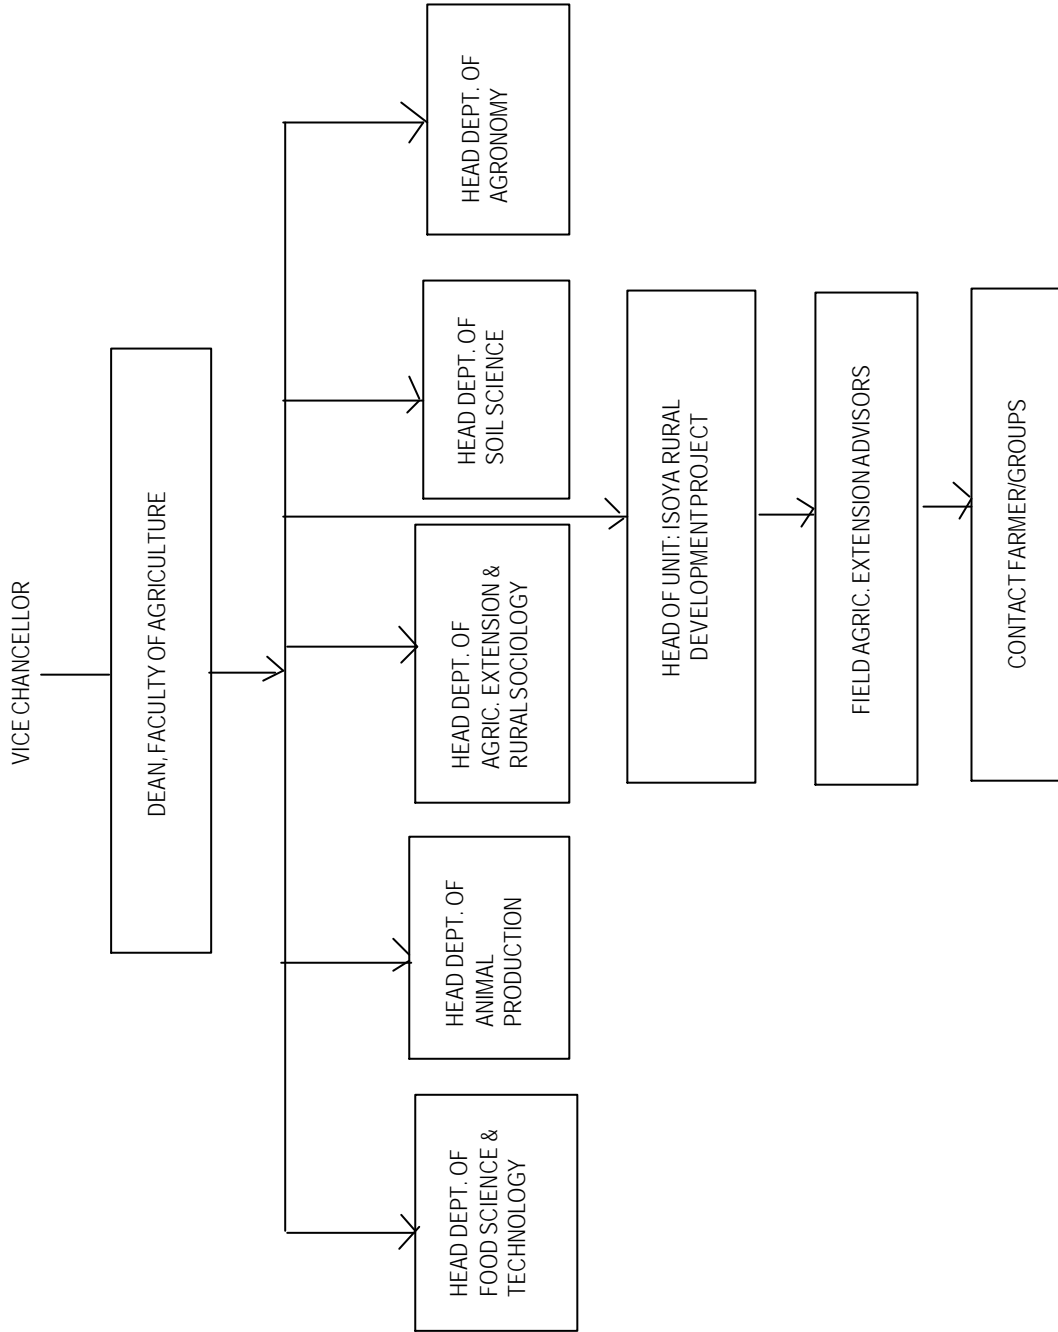 VICE CHANCELLOR
DEAN, FACULTY OF AGRICULTURE
HEAD DEPT. OF
FOOD SCIENCE &
TECHNOLOGY
HEAD DEPT. OF
ANIMAL
PRODUCTION
HEAD DEPT. OF
AGRIC. EXTENSION &
RURAL SOCIOLOGY
HEAD DEPT. OF
SOIL SCIENCE
HEAD DEPT. OF
AGRONOMY
HEAD OF UNIT: ISOYA RURAL
DEVELOPMENT PROJECT
FIELD AGRIC. EXTENSION ADVISORS
CONTACT FARMER/GROUPS